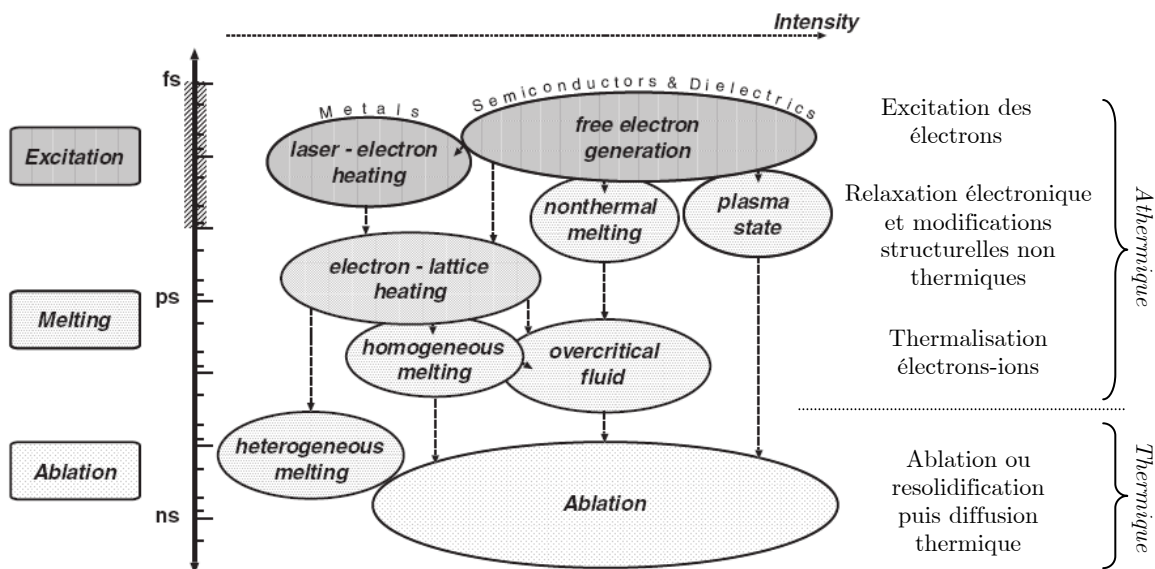 Intensity
fs
Metals
Semiconductors & Dielectrics
Excitation
laser - electron
heating
free electron
generation
Excitation des
électrons
nonthermal
melting
plasma
state
Relaxation électronique
et modifications
structurelles non
thermiques
Athermique
electron - lattice
heating
ps
Melting
homogeneous
melting
overcritical
fluid
Thermalisation
électrons-ions
heterogeneous
melting
Ablation
Ablation
Ablation ou
resolidification
puis diffusion
thermique
Thermique
ns